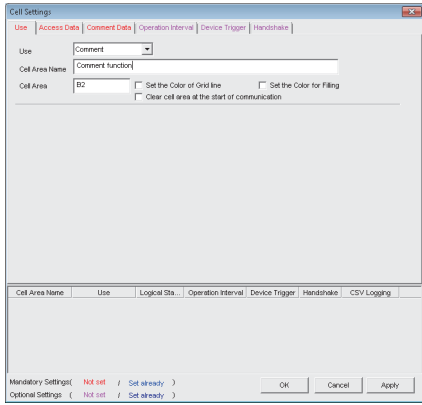 Cell Settings
Use Access Data Comment Data Operation Interval Device Trigger Handshake
Use Comment
Cell Area Name Comment function
Cell Area B2 Set the Color of Grid line Set the Color for Filling
Clear cell area at the start of communication
Cell Area Name Use Logical Sta... Operation Interval Device Trigger Handshake CSV Logging
Mandatory Settings( Not set / Set already )
Optional Settings ( Not set / Set already )
OK Cancel Apply